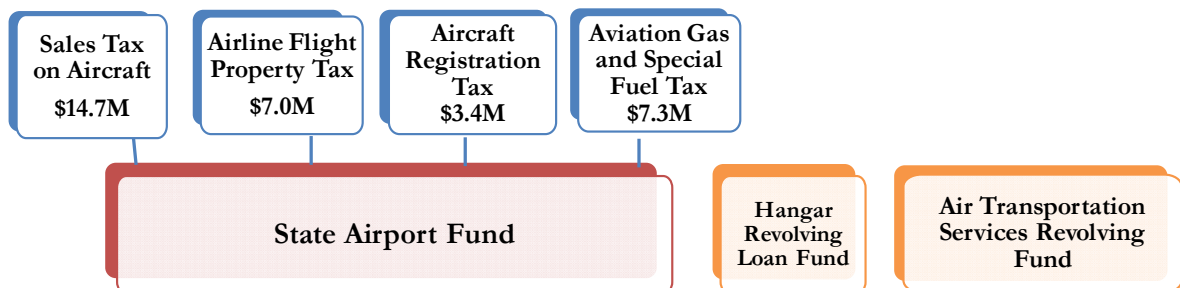 Sales Tax
on Aircraft
$14.7M
Airline Flight
Property Tax
$7.0M
Aircraft
Registration
Tax
$3.4M
Aviation Gas
and Special
Fuel Tax
$7.3M
State Airport Fund
Hangar
Revolving
Loan Fund
Air Transportation
Services Revolving
Fund